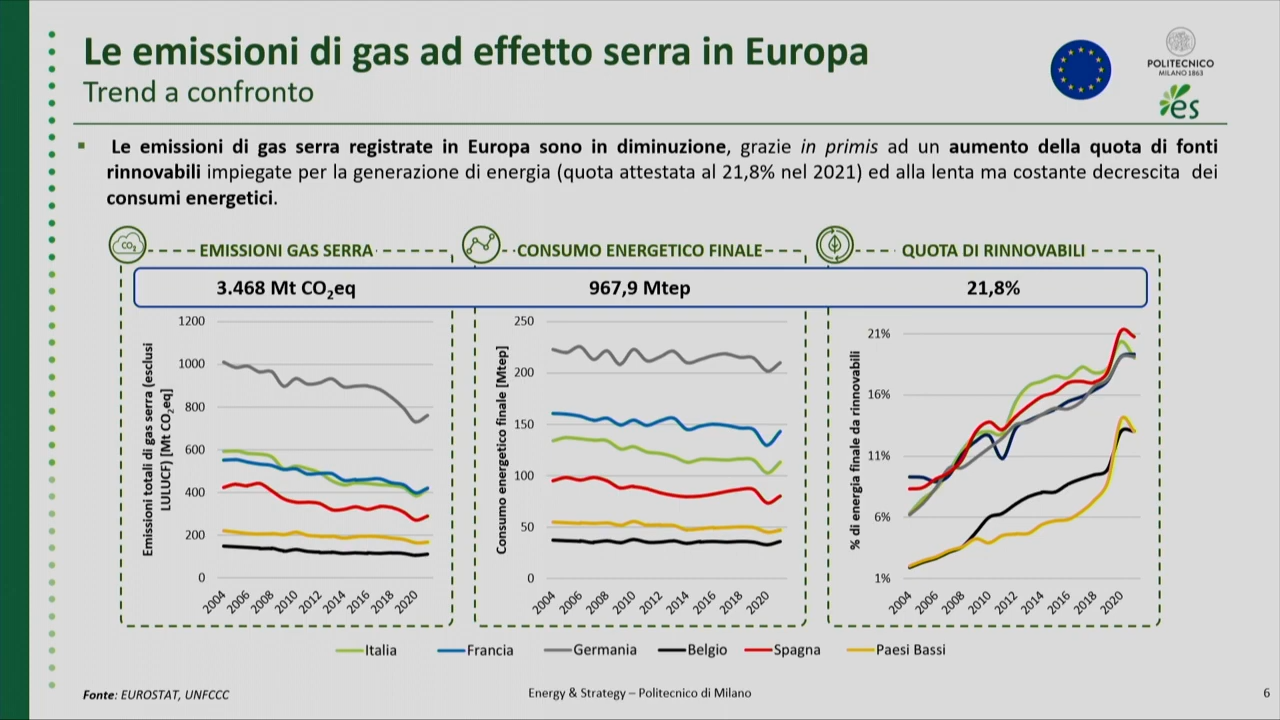 Le emissioni di gas ad effetto serra in Europa
Trend a confronto
POLITECNICO
MILANO 1863
es
Le emissioni di gas serra registrate in Europa sono in diminuzione, grazie in primis ad un aumento della quota di fonti
rinnovabili impiegate per la generazione di energia (quota attestata al 21,8% nel 2021) ed alla lenta ma costante decrescita dei
consumi energetici.
CO2
EMISSIONI GAS SERRA
CONSUMO ENERGETICO FINALE
QUOTA DI RINNOVABILI
3.468 Mt CO2eq
967,9 Mtep
21,8%
Emissioni totali di gas serra (esclusi
LULUCF) [Mt CO2eq]
1200
1000
800
600
400
200
0
2004
2006
2008
2010
2012
2014
2016
2018
2020
Consumo energetico finale [Mtep]
250
200
150
100
50
0
2004
2006
2008
2010
2012
2014
2016
2018
2020
% di energia finale da rinnovabili
21%
16%
11%
6%
1%
2004
2006
2008
2010
2012
2014
2016
2018
2020
Italia
Francia
Germania
Belgio
Spagna
Paesi Bassi
Fonte: EUROSTAT, UNFCCC
Energy & Strategy – Politecnico di Milano
6